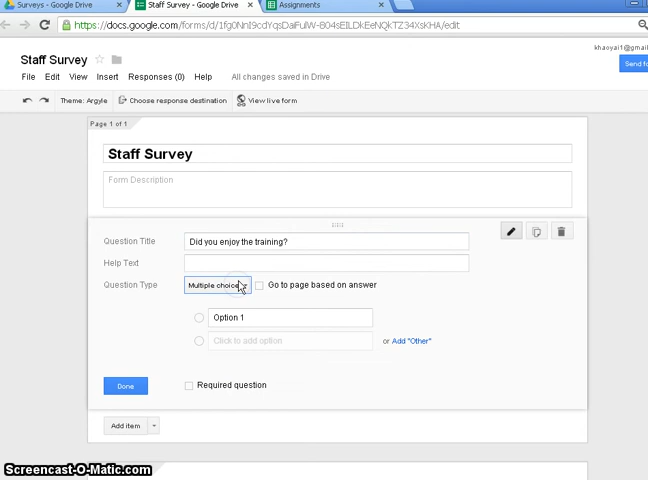 Surveys - Google Drive
Staff Survey - Google Drive
Assignments
https://docs.google.com/forms/d/
/edit
khaoyai1@gmail
Staff Survey
Send fo
File Edit View Insert Responses (0) Help All changes saved in Drive
Theme: Argyle Choose response destination View live form
Page 1 of 1
Staff Survey
Form Description
Question Title Did you enjoy the training?
Help Text
Question Type Multiple choice Go to page based on answer
Option 1
Click to add option or Add "Other"
Done Required question
Add item
Screencast-O-Matic.com